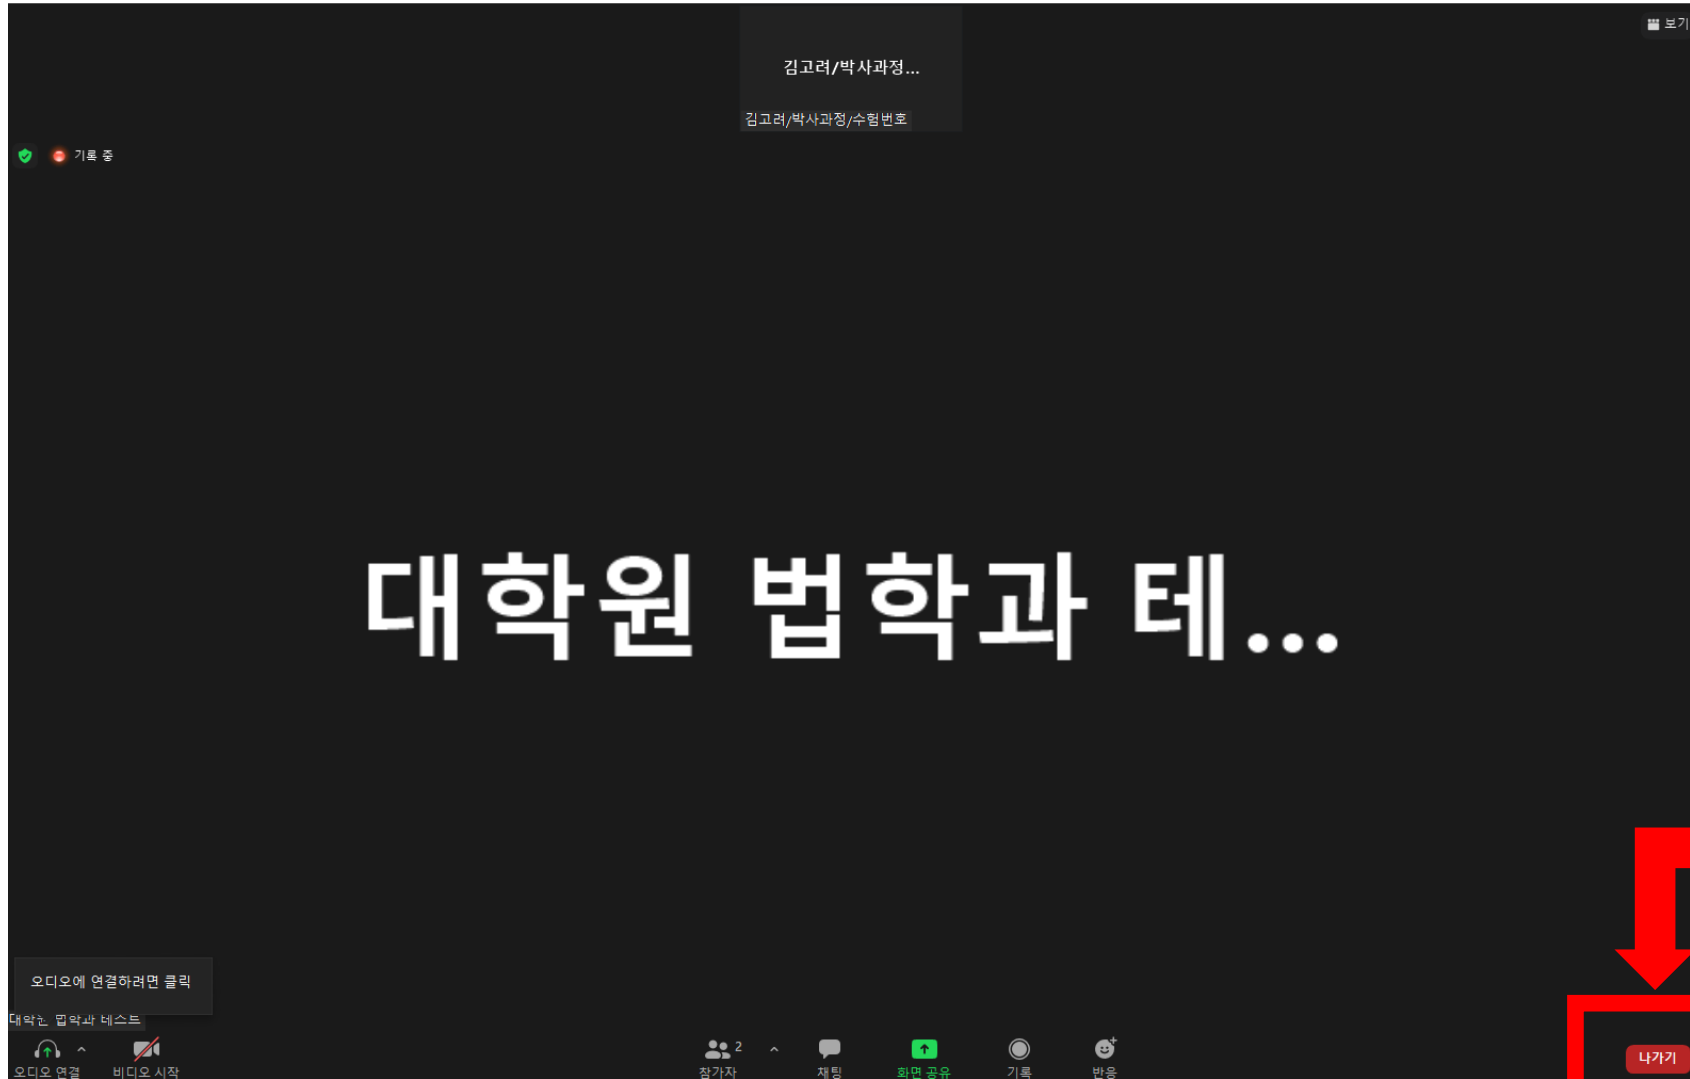 김고려/박사과정...
보기
김고려/박사과정/수험번호
기록 중
대학원 법학과 테...
오디오에 연결하려면 클릭
대학원 법학과 테스트
오디오 연결
비디오 시작
참가자
2
채팅
화면 공유
기록
반응
나가기